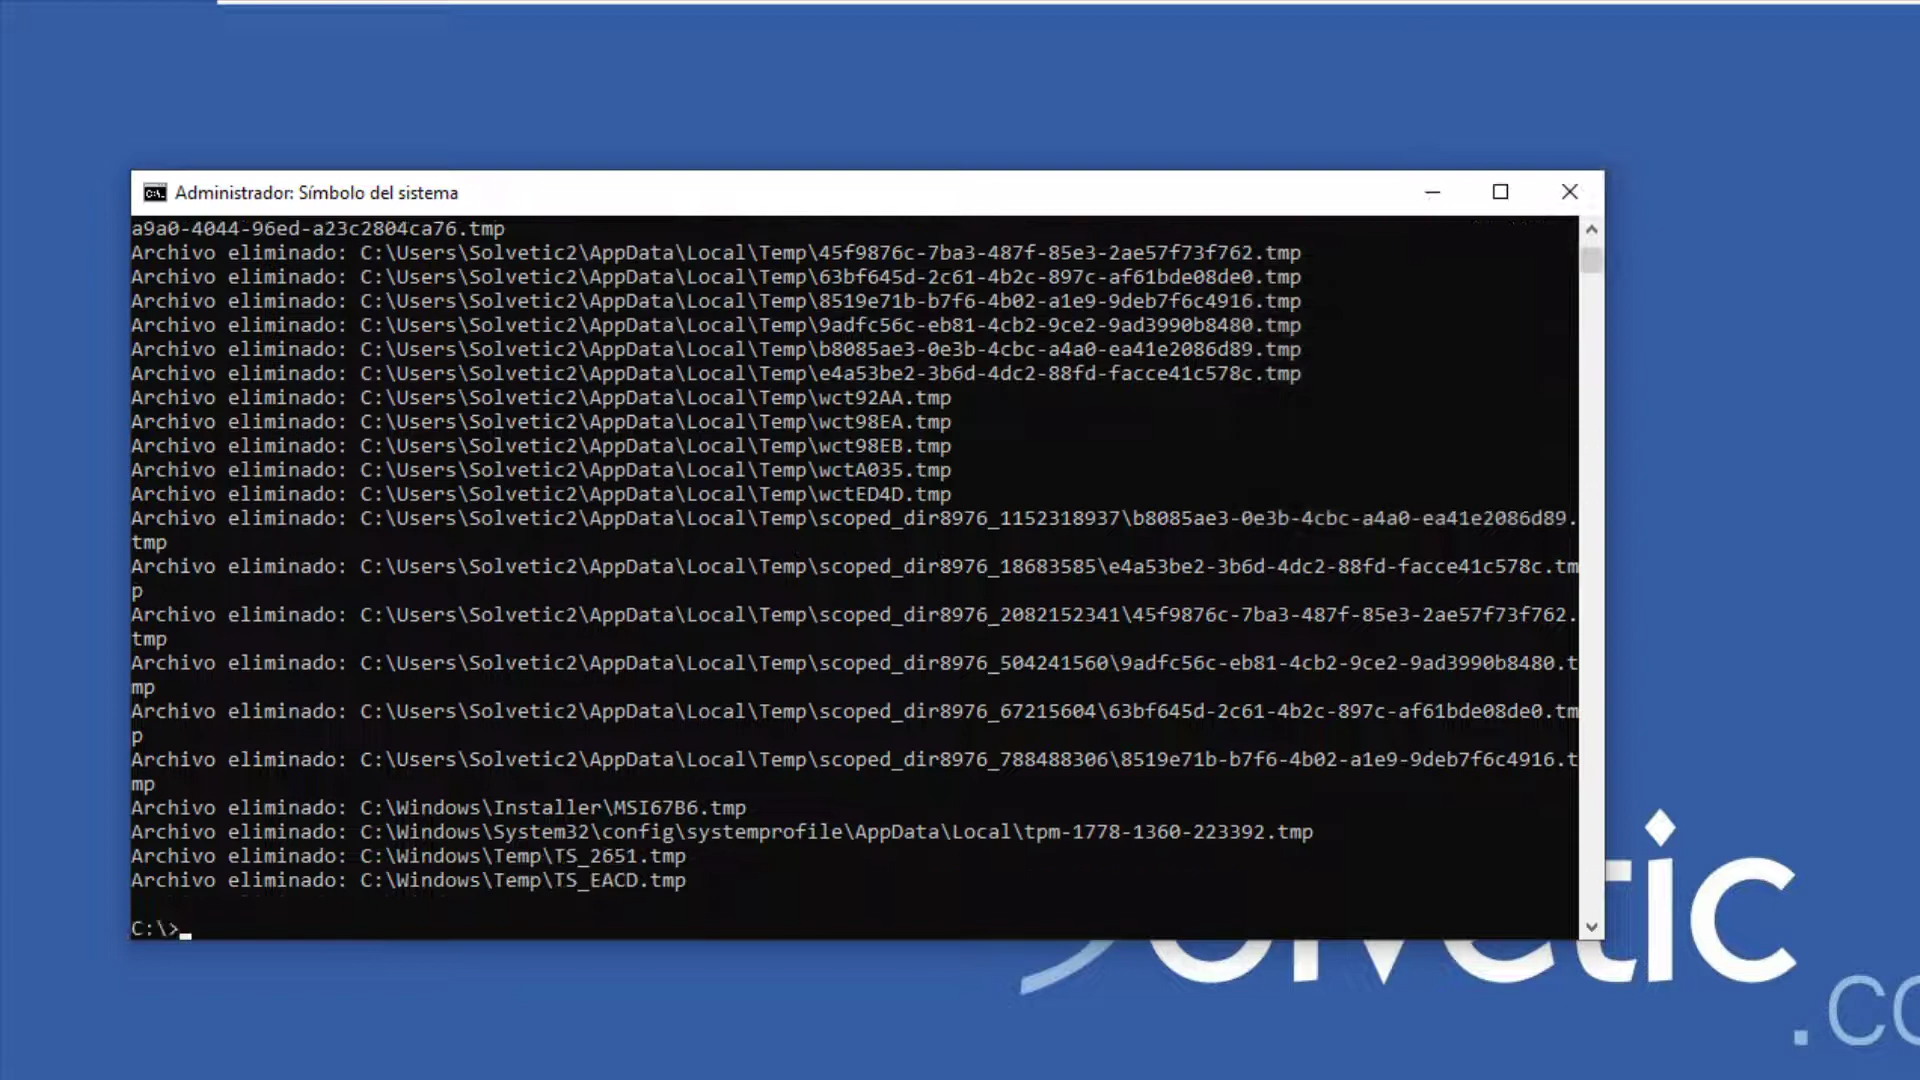 Administrador: Símbolo del sistema
a9a0-4044-96ed-a23c2804ca76.tmp
Archivo eliminado: C:\Users\Solvetic2\AppData\Local\Temp\45f9876c-7ba3-487f-85e3-2ae57f73f762.tmp
Archivo eliminado: C:\Users\Solvetic2\AppData\Local\Temp\63bf645d-2c61-4b2c-897c-af61bde08de0.tmp
Archivo eliminado: C:\Users\Solvetic2\AppData\Local\Temp\8519e71b-b7f6-4b02-a1e9-9deb7f6c4916.tmp
Archivo eliminado: C:\Users\Solvetic2\AppData\Local\Temp\9adfc56c-eb81-4cb2-9ce2-9ad3990b8480.tmp
Archivo eliminado: C:\Users\Solvetic2\AppData\Local\Temp\b8085ae3-0e3b-4cbc-a4a0-ea41e2086d89.tmp
Archivo eliminado: C:\Users\Solvetic2\AppData\Local\Temp\e4a53be2-3b6d-4dc2-88fd-facce41c578c.tmp
Archivo eliminado: C:\Users\Solvetic2\AppData\Local\Temp\wct92AA.tmp
Archivo eliminado: C:\Users\Solvetic2\AppData\Local\Temp\wct98EA.tmp
Archivo eliminado: C:\Users\Solvetic2\AppData\Local\Temp\wct98EB.tmp
Archivo eliminado: C:\Users\Solvetic2\AppData\Local\Temp\wctA035.tmp
Archivo eliminado: C:\Users\Solvetic2\AppData\Local\Temp\wctED4D.tmp
Archivo eliminado: C:\Users\Solvetic2\AppData\Local\Temp\scoped_dir8976_1152318937\b8085ae3-0e3b-4cbc-a4a0-ea41e2086d89.
tmp
Archivo eliminado: C:\Users\Solvetic2\AppData\Local\Temp\scoped_dir8976_18683585\e4a53be2-3b6d-4dc2-88fd-facce41c578c.tm
p
Archivo eliminado: C:\Users\Solvetic2\AppData\Local\Temp\scoped_dir8976_2082152341\45f9876c-7ba3-487f-85e3-2ae57f73f762.
tmp
Archivo eliminado: C:\Users\Solvetic2\AppData\Local\Temp\scoped_dir8976_504241560\9adfc56c-eb81-4cb2-9ce2-9ad3990b8480.t
mp
Archivo eliminado: C:\Users\Solvetic2\AppData\Local\Temp\scoped_dir8976_67215604\63bf645d-2c61-4b2c-897c-af61bde08de0.tm
p
Archivo eliminado: C:\Users\Solvetic2\AppData\Local\Temp\scoped_dir8976_788488306\8519e71b-b7f6-4b02-a1e9-9deb7f6c4916.t
mp
Archivo eliminado: C:\Windows\Installer\MSI67B6.tmp
Archivo eliminado: C:\Windows\System32\config\systemprofile\AppData\Local\tpm-1778-1360-223392.tmp
Archivo eliminado: C:\Windows\Temp\TS_2651.tmp
Archivo eliminado: C:\Windows\Temp\TS_EACD.tmp
C:\>
Solvetic
.co